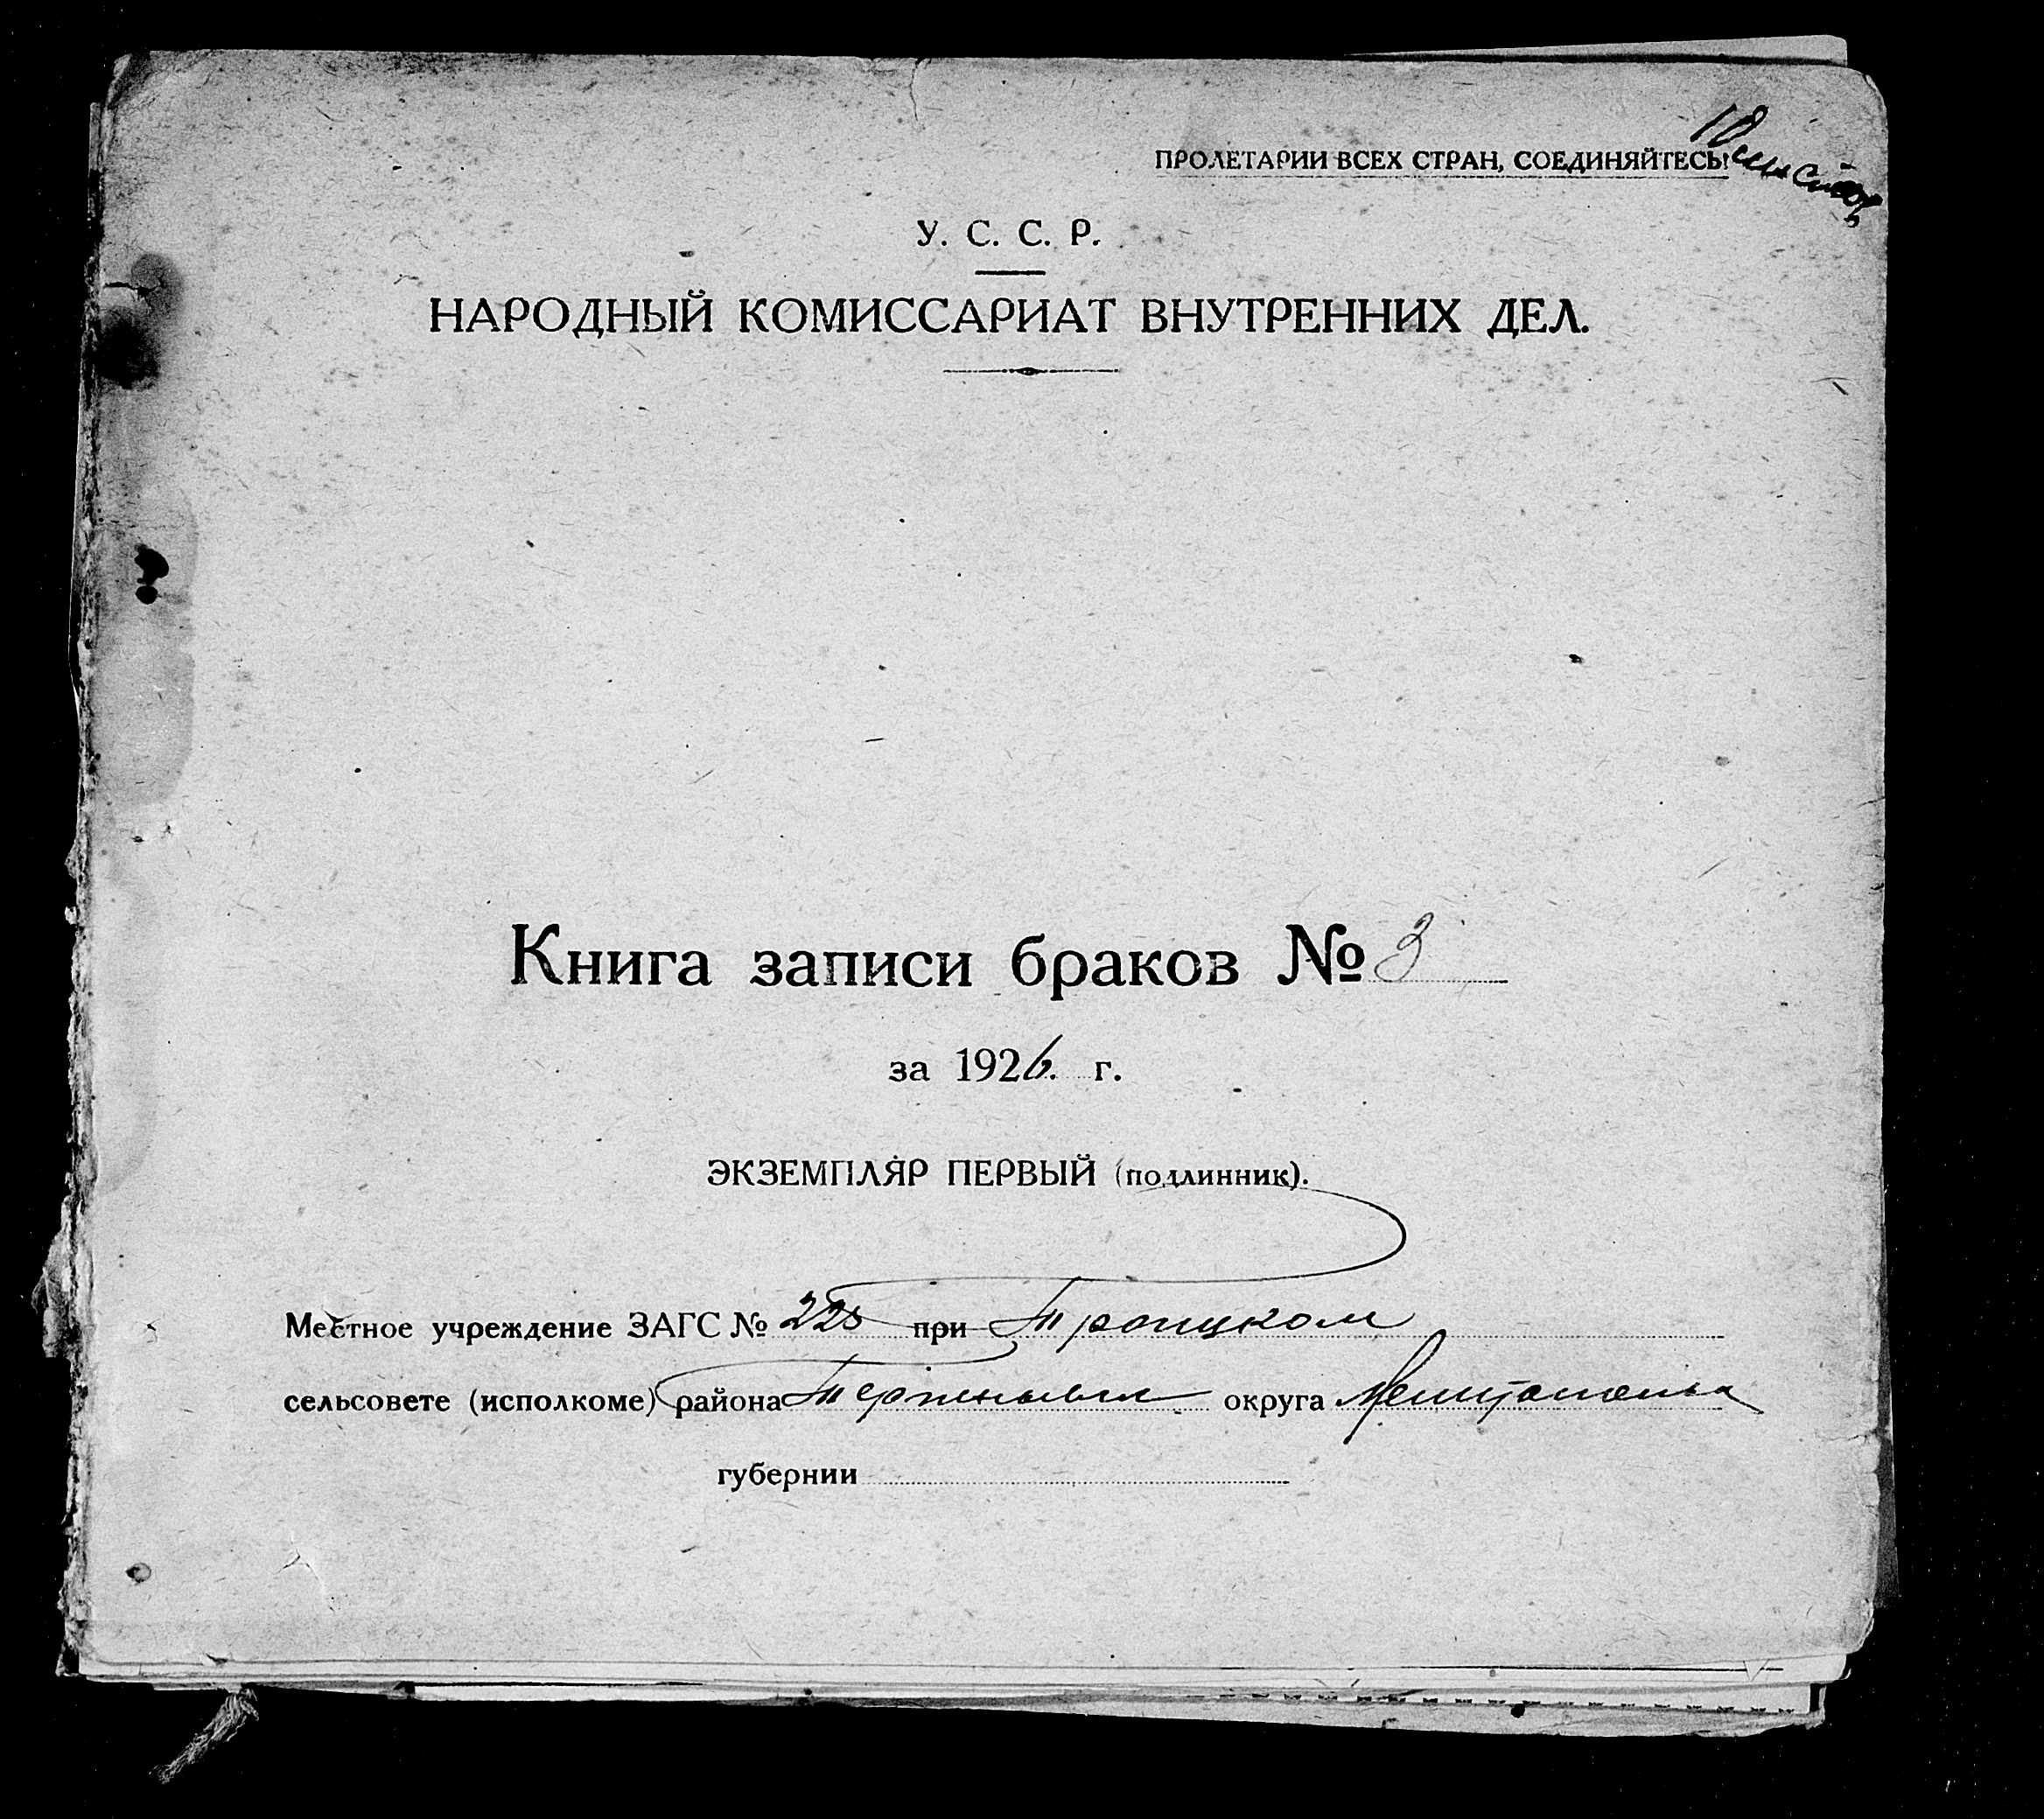 ПРОЛЕТАРИИ ВСЕХ СТРАН, СОЕДИНЯЙТЕСЬ!
У. С. С. Р.
НАРОДНЫЙ КОМИССАРИАТ ВНУТРЕННИХ ДЕЛ.
Книга записи браков № 3
за 1926 г.
ЭКЗЕМПЛЯР ПЕРВЫЙ (подлинник).
Местное учреждение ЗАГС № 225 при Троицком
сельсовете (исполкоме) района округа
губернии